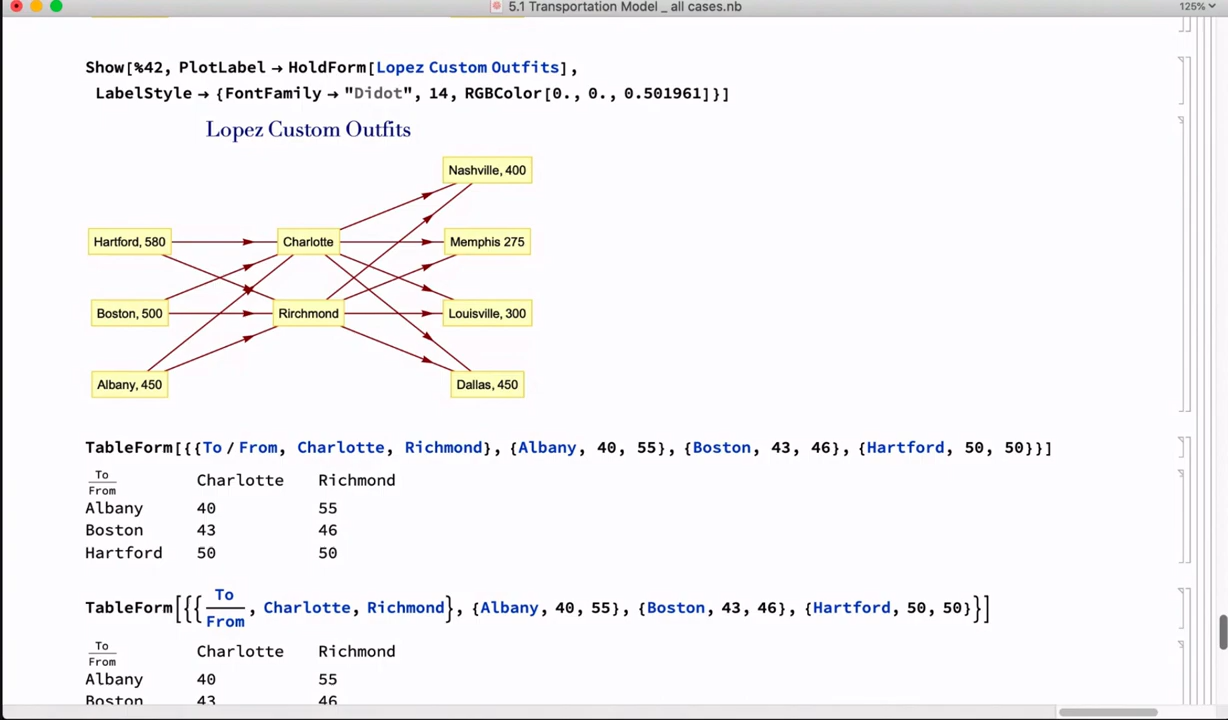 5.1 Transportation Model _ all cases.nb
125%
Show[%42, PlotLabel → HoldForm[Lopez Custom Outfits],
LabelStyle → {FontFamily → "Didot", 14, RGBColor[0., 0., 0.501961]}]
Lopez Custom Outfits
Nashville, 400
Hartford, 580
Charlotte
Memphis 275
Boston, 500
Rirchmond
Louisville, 300
Albany, 450
Dallas, 450
TableForm[{{To / From, Charlotte, Richmond}, {Albany, 40, 55}, {Boston, 43, 46}, {Hartford, 50, 50}}]
To
From
Charlotte Richmond
Albany 40 55
Boston 43 46
Hartford 50 50
TableForm[{{To/From, Charlotte, Richmond}, {Albany, 40, 55}, {Boston, 43, 46}, {Hartford, 50, 50}}]
To
From
Charlotte Richmond
Albany 40 55
Boston 43 46